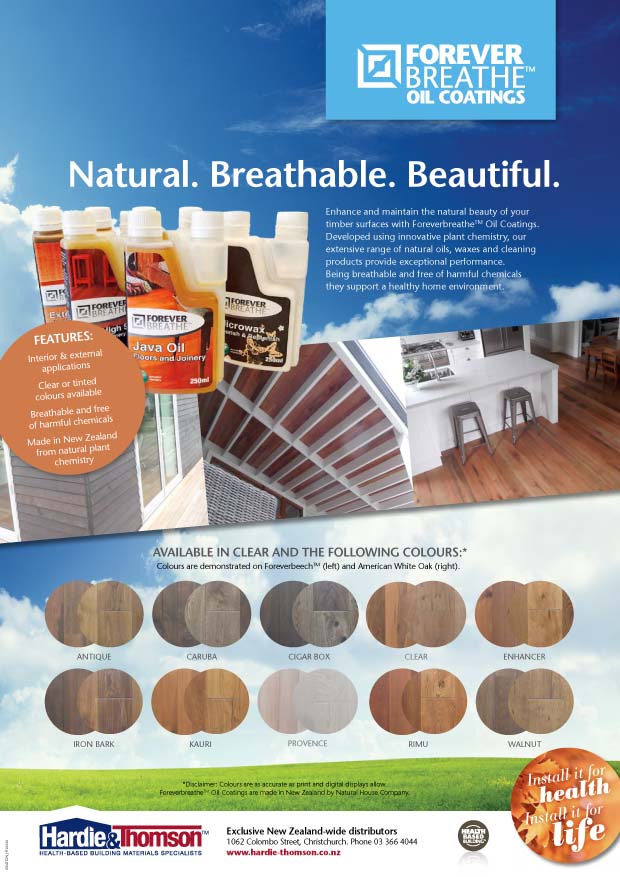 FOREVER
BREATHE™
OIL COATINGS
Natural. Breathable. Beautiful.
Enhance and maintain the natural beauty of your
timber surfaces with Foreverbreathe™ Oil Coatings.
Developed using innovative plant chemistry, our
extensive range of natural oils, waxes and cleaning
products provide exceptional performance.
Being breathable and free of harmful chemicals
they support a healthy home environment.
FOREVER
BREATHE
Java Oil
Floors and Joinery
250ml
FOREVER
BREATHE
Microwax
250ml
FEATURES:
Interior & external
applications
Clear or tinted
colours available
Breathable and free
of harmful chemicals
Made in New Zealand
from natural plant
chemistry
AVAILABLE IN CLEAR AND THE FOLLOWING COLOURS:*
Colours are demonstrated on Foreverbeech™ (left) and American White Oak (right).
ANTIQUE
CARUBA
CIGAR BOX
CLEAR
ENHANCER
IRON BARK
KAURI
PROVENCE
RIMU
WALNUT
*Disclaimer: Colours are as accurate as print and digital displays allow.
Foreverbreathe™ Oil Coatings are made in New Zealand by Natural House Company.
Install it for
health
Install it for
life
Hardie&Thomson™
HEALTH-BASED BUILDING MATERIALS SPECIALISTS
Exclusive New Zealand-wide distributors
1062 Colombo Street, Christchurch. Phone 03 366 4044
www.hardie-thomson.co.nz
HEALTH
BASED
BUILDING